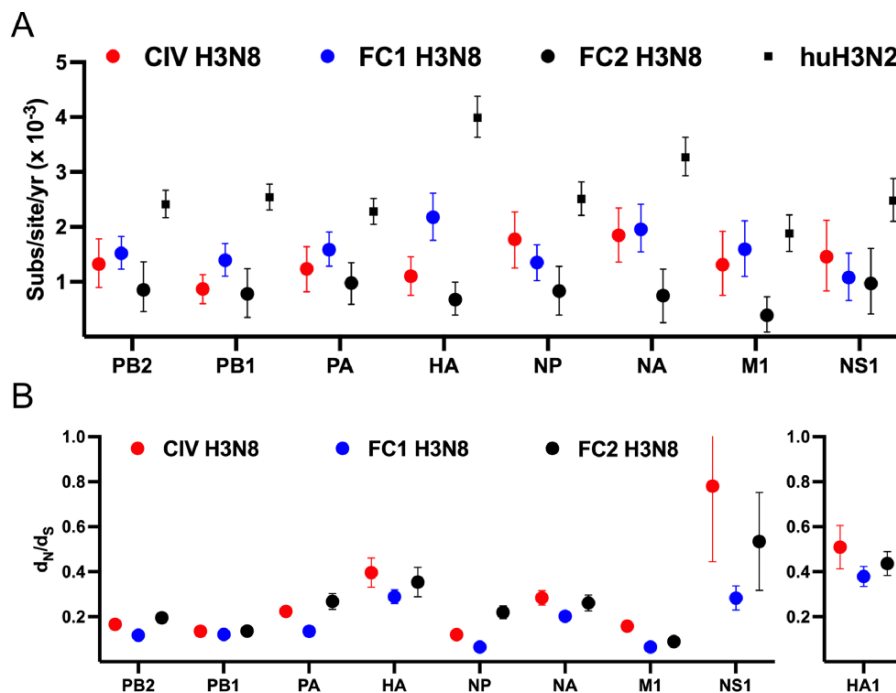 A
CIV H3N8 FC1 H3N8 FC2 H3N8 huH3N2
Subs/site/yr (x 10-3)
5
4
3
2
1
PB2 PB1 PA HA NP NA M1 NS1
B
CIV H3N8 FC1 H3N8 FC2 H3N8
dN/dS
1.0
0.8
0.6
0.4
0.2
PB2 PB1 PA HA NP NA M1 NS1
1.0
0.8
0.6
0.4
0.2
HA1